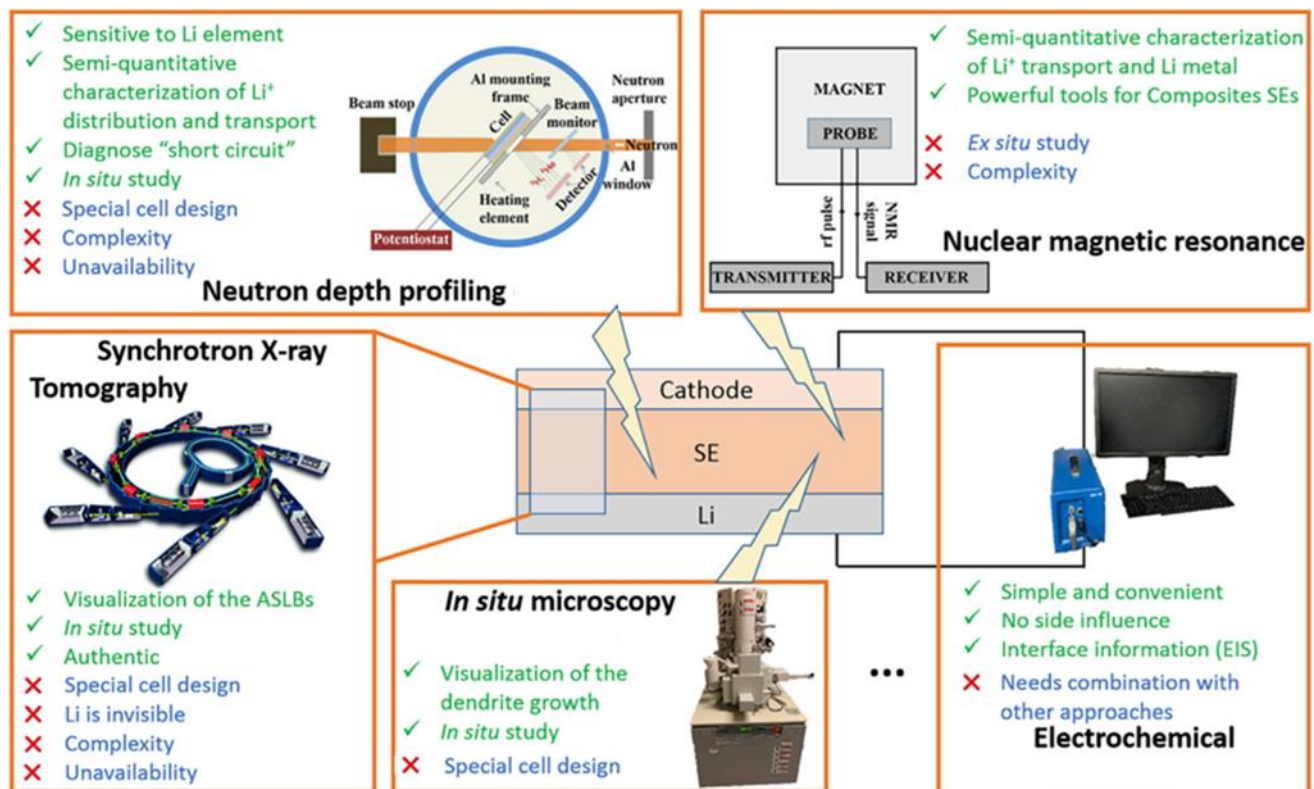 ✓ Sensitive to Li element
✓ Semi-quantitative
characterization of Li⁺
distribution and transport
✓ Diagnose “short circuit”
✓ In situ study
✗ Special cell design
✗ Complexity
✗ Unavailability
Beam stop
Al mounting
frame
Cell
Beam
monitor
Neutron
aperture
Neutron
Al
window
Detector
Heating
element
Potentiostat
Neutron depth profiling
MAGNET
PROBE
rf pulse
NMR
signal
TRANSMITTER
RECEIVER
✓ Semi-quantitative characterization
of Li⁺ transport and Li metal
✓ Powerful tools for Composites SEs
✗ Ex situ study
✗ Complexity
Nuclear magnetic resonance
Synchrotron X-ray
Tomography
✓ Visualization of the ASLBs
✓ In situ study
✓ Authentic
✗ Special cell design
✗ Li is invisible
✗ Complexity
✗ Unavailability
Cathode
SE
Li
In situ microscopy
✓ Visualization of the
dendrite growth
✓ In situ study
✗ Special cell design
...
✓ Simple and convenient
✓ No side influence
✓ Interface information (EIS)
✗ Needs combination with
other approaches
Electrochemical